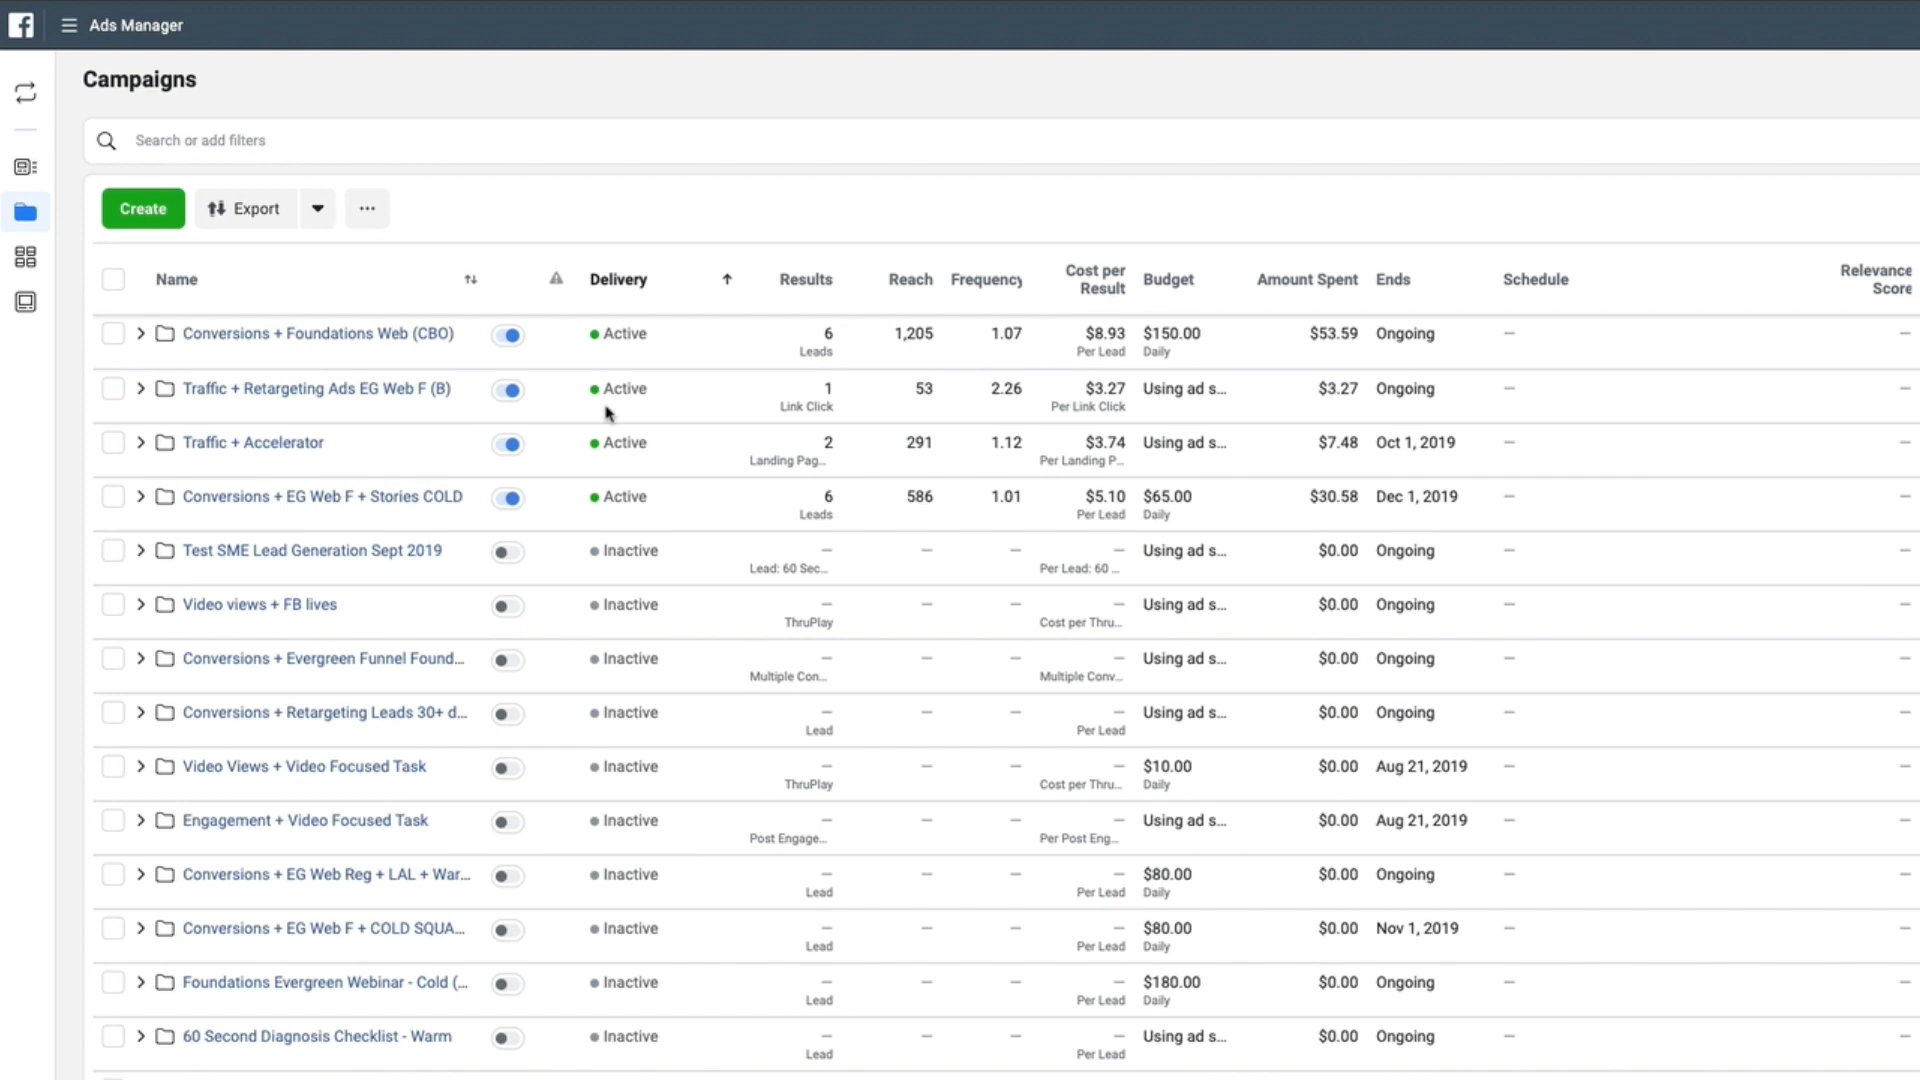 Ads Manager
Campaigns
Search or add filters
Create Export ...
Name Delivery Results Reach Frequency Cost per Result Budget Amount Spent Ends Schedule Relevance Score
Conversions + Foundations Web (CBO) Active 6 1,205 1.07 $8.93 $150.00 $53.59 Ongoing — —
Leads Per Lead Daily
Traffic + Retargeting Ads EG Web F (B) Active 1 53 2.26 $3.27 Using ad s... $3.27 Ongoing — —
Link Click Per Link Click
Traffic + Accelerator Active 2 291 1.12 $3.74 Using ad s... $7.48 Oct 1, 2019 — —
Landing Pag... Per Landing P...
Conversions + EG Web F + Stories COLD Active 6 586 1.01 $5.10 $65.00 $30.58 Dec 1, 2019 — —
Leads Per Lead Daily
Test SME Lead Generation Sept 2019 Inactive — — — — Using ad s... $0.00 Ongoing — —
Lead: 60 Sec... Per Lead: 60 ...
Video views + FB lives Inactive — — — — Using ad s... $0.00 Ongoing — —
ThruPlay Cost per Thru...
Conversions + Evergreen Funnel Found... Inactive — — — — Using ad s... $0.00 Ongoing — —
Multiple Con... Multiple Conv...
Conversions + Retargeting Leads 30+ d... Inactive — — — — Using ad s... $0.00 Ongoing — —
Lead Per Lead
Video Views + Video Focused Task Inactive — — — — $10.00 $0.00 Aug 21, 2019 — —
ThruPlay Cost per Thru... Daily
Engagement + Video Focused Task Inactive — — — — Using ad s... $0.00 Aug 21, 2019 — —
Post Engage... Per Post Eng...
Conversions + EG Web Reg + LAL + War... Inactive — — — — $80.00 $0.00 Ongoing — —
Lead Per Lead Daily
Conversions + EG Web F + COLD SQUA... Inactive — — — — $80.00 $0.00 Nov 1, 2019 — —
Lead Per Lead Daily
Foundations Evergreen Webinar - Cold (... Inactive — — — — $180.00 $0.00 Ongoing — —
Lead Per Lead Daily
60 Second Diagnosis Checklist - Warm Inactive — — — — Using ad s... $0.00 Ongoing — —
Lead Per Lead